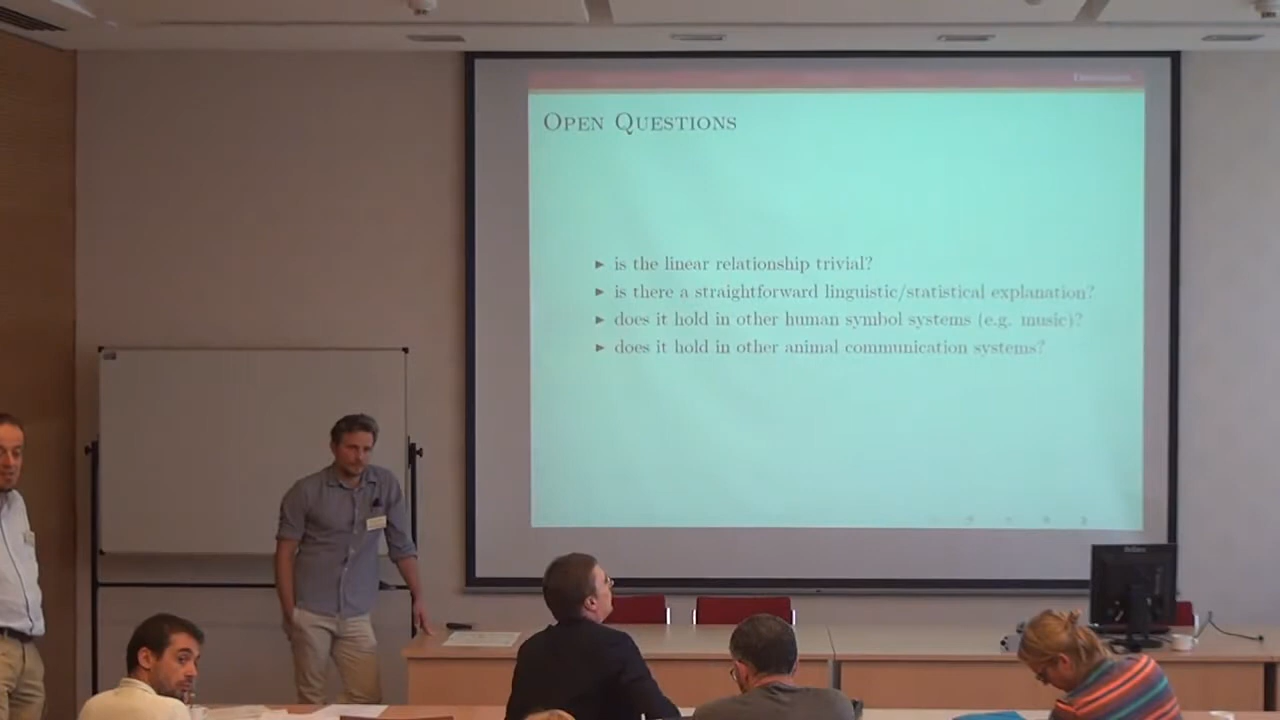 Open Questions
► is the linear relationship trivial?
► is there a straightforward linguistic/statistical explanation?
► does it hold in other human symbol systems (e.g. music)?
► does it hold in other animal communication systems?